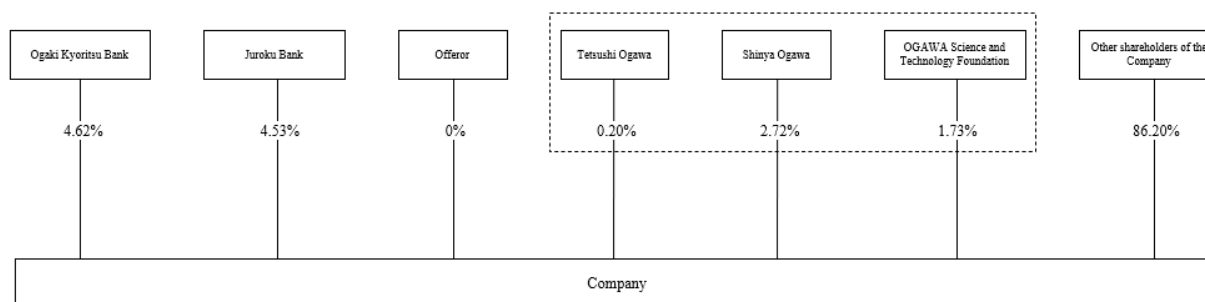 Ogaki Kyoritsu Bank
Juroku Bank
Offeror
Tetsushi Ogawa
Shinya Ogawa
OGAWA Science and
Technology Foundation
Other shareholders of the
Company
4.62%
4.53%
0%
0.20%
2.72%
1.73%
86.20%
Company